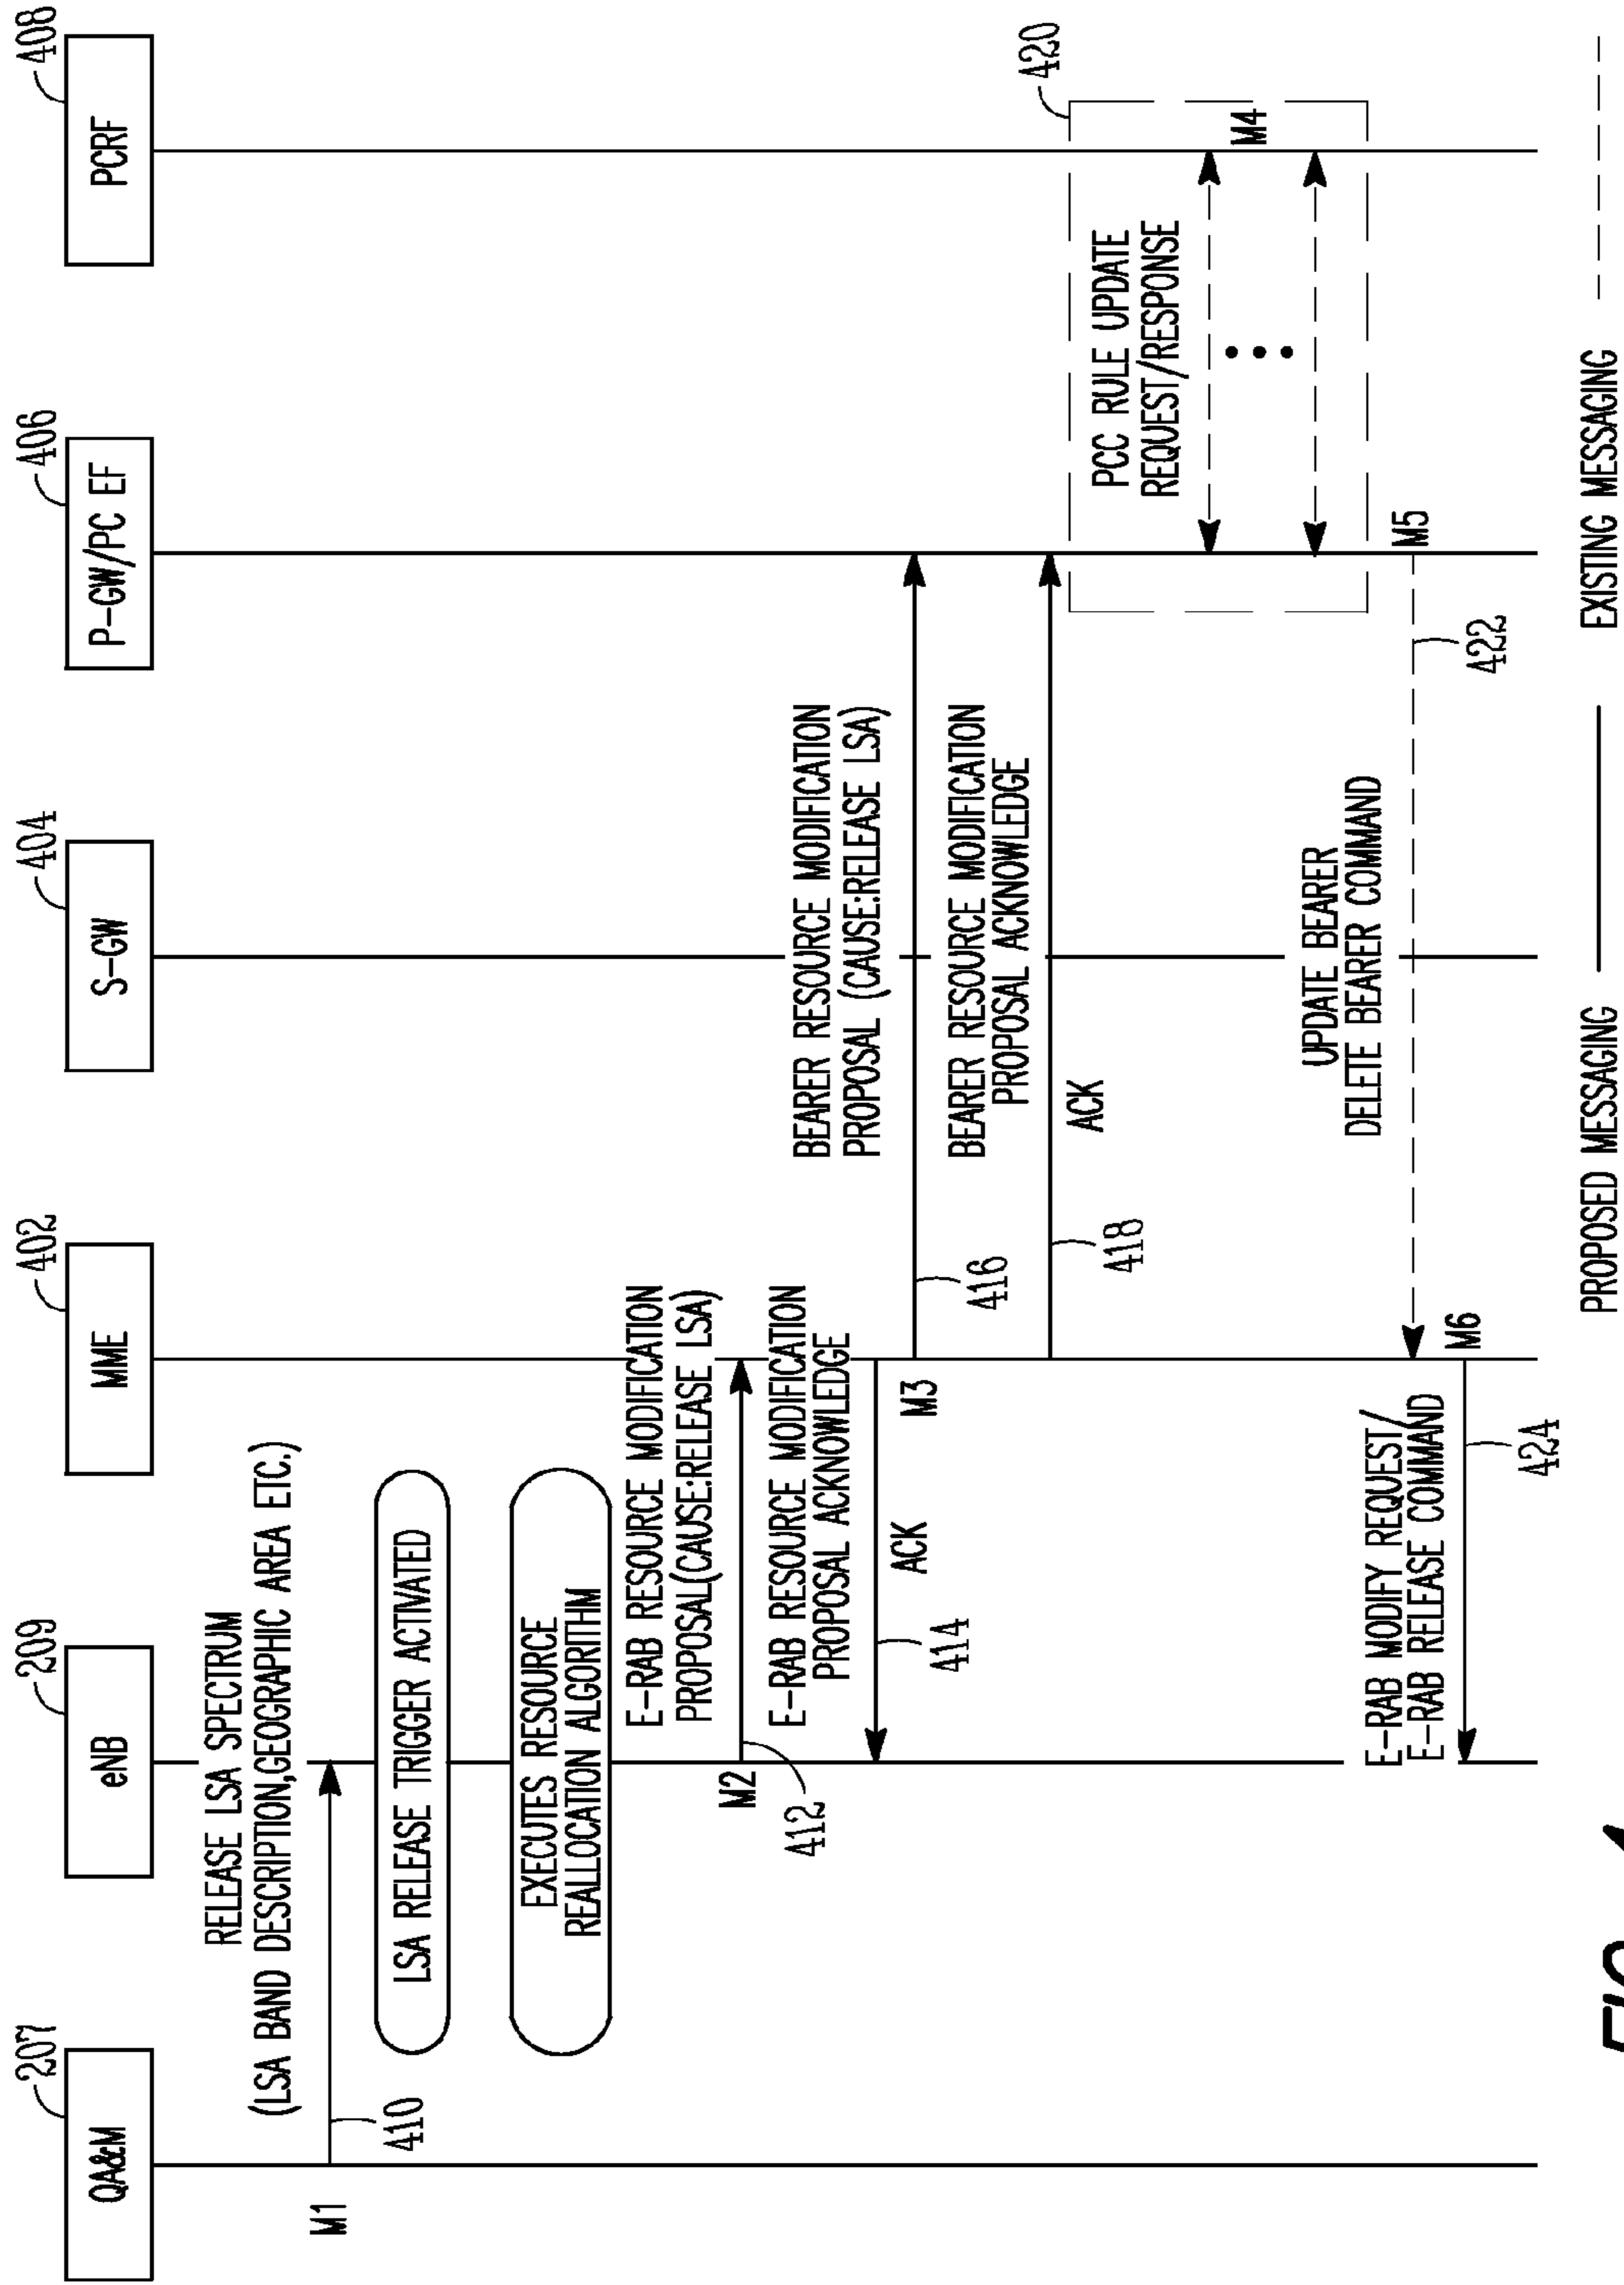 207
209
402
404
406
408
QA&M
eNB
MME
S-GW
P-GW/PC EF
PCRF
RELEASE LSA SPECTRUM
(LSA BAND DESCRIPTION,GEOGRAPHIC AREA ETC,)
M1
410
LSA RELEASE TRIGGER ACTIVATED
EXECUTES RESOURCE
REALLOCATION ALGORITHM
E-RAB RESOURCE MODIFICATION
PROPOSAL(CAUSE:RELEASE LSA)
M2
412
E-RAB RESOURCE MODIFICATION
PROPOSAL ACKNOWLEDGE
414
ACK
M3
BEARER RESOURCE MODIFICATION
PROPOSAL (CAUSE:RELEASE LSA)
416
BEARER RESOURCE MODIFICATION
PROPOSAL ACKNOWLEDGE
418
ACK
420
PCC RULE UPDATE
REQUEST/RESPONSE
M4
UPDATE BEARER
DELETE BEARER COMMAND
M5
422
M6
E-RAB MODIFY REQUEST/
E-RAB RELEASE COMMAND
424
PROPOSED MESSAGING
EXISTING MESSAGING